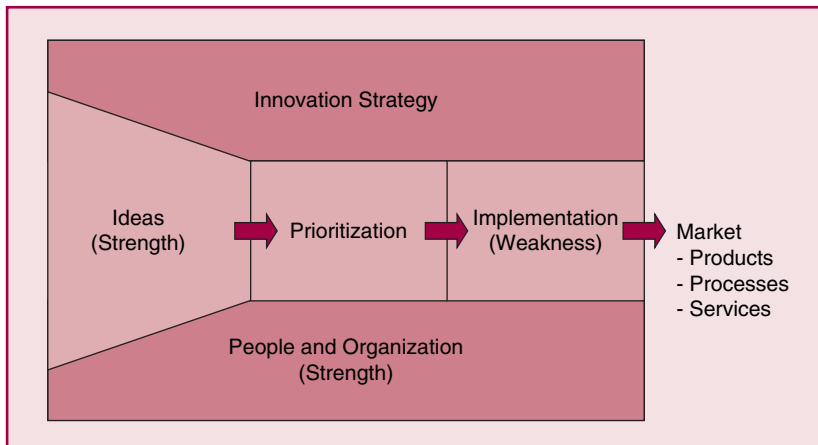 Innovation Strategy
Ideas
(Strength)
Prioritization
Implementation
(Weakness)
Market
- Products
- Processes
- Services
People and Organization
(Strength)